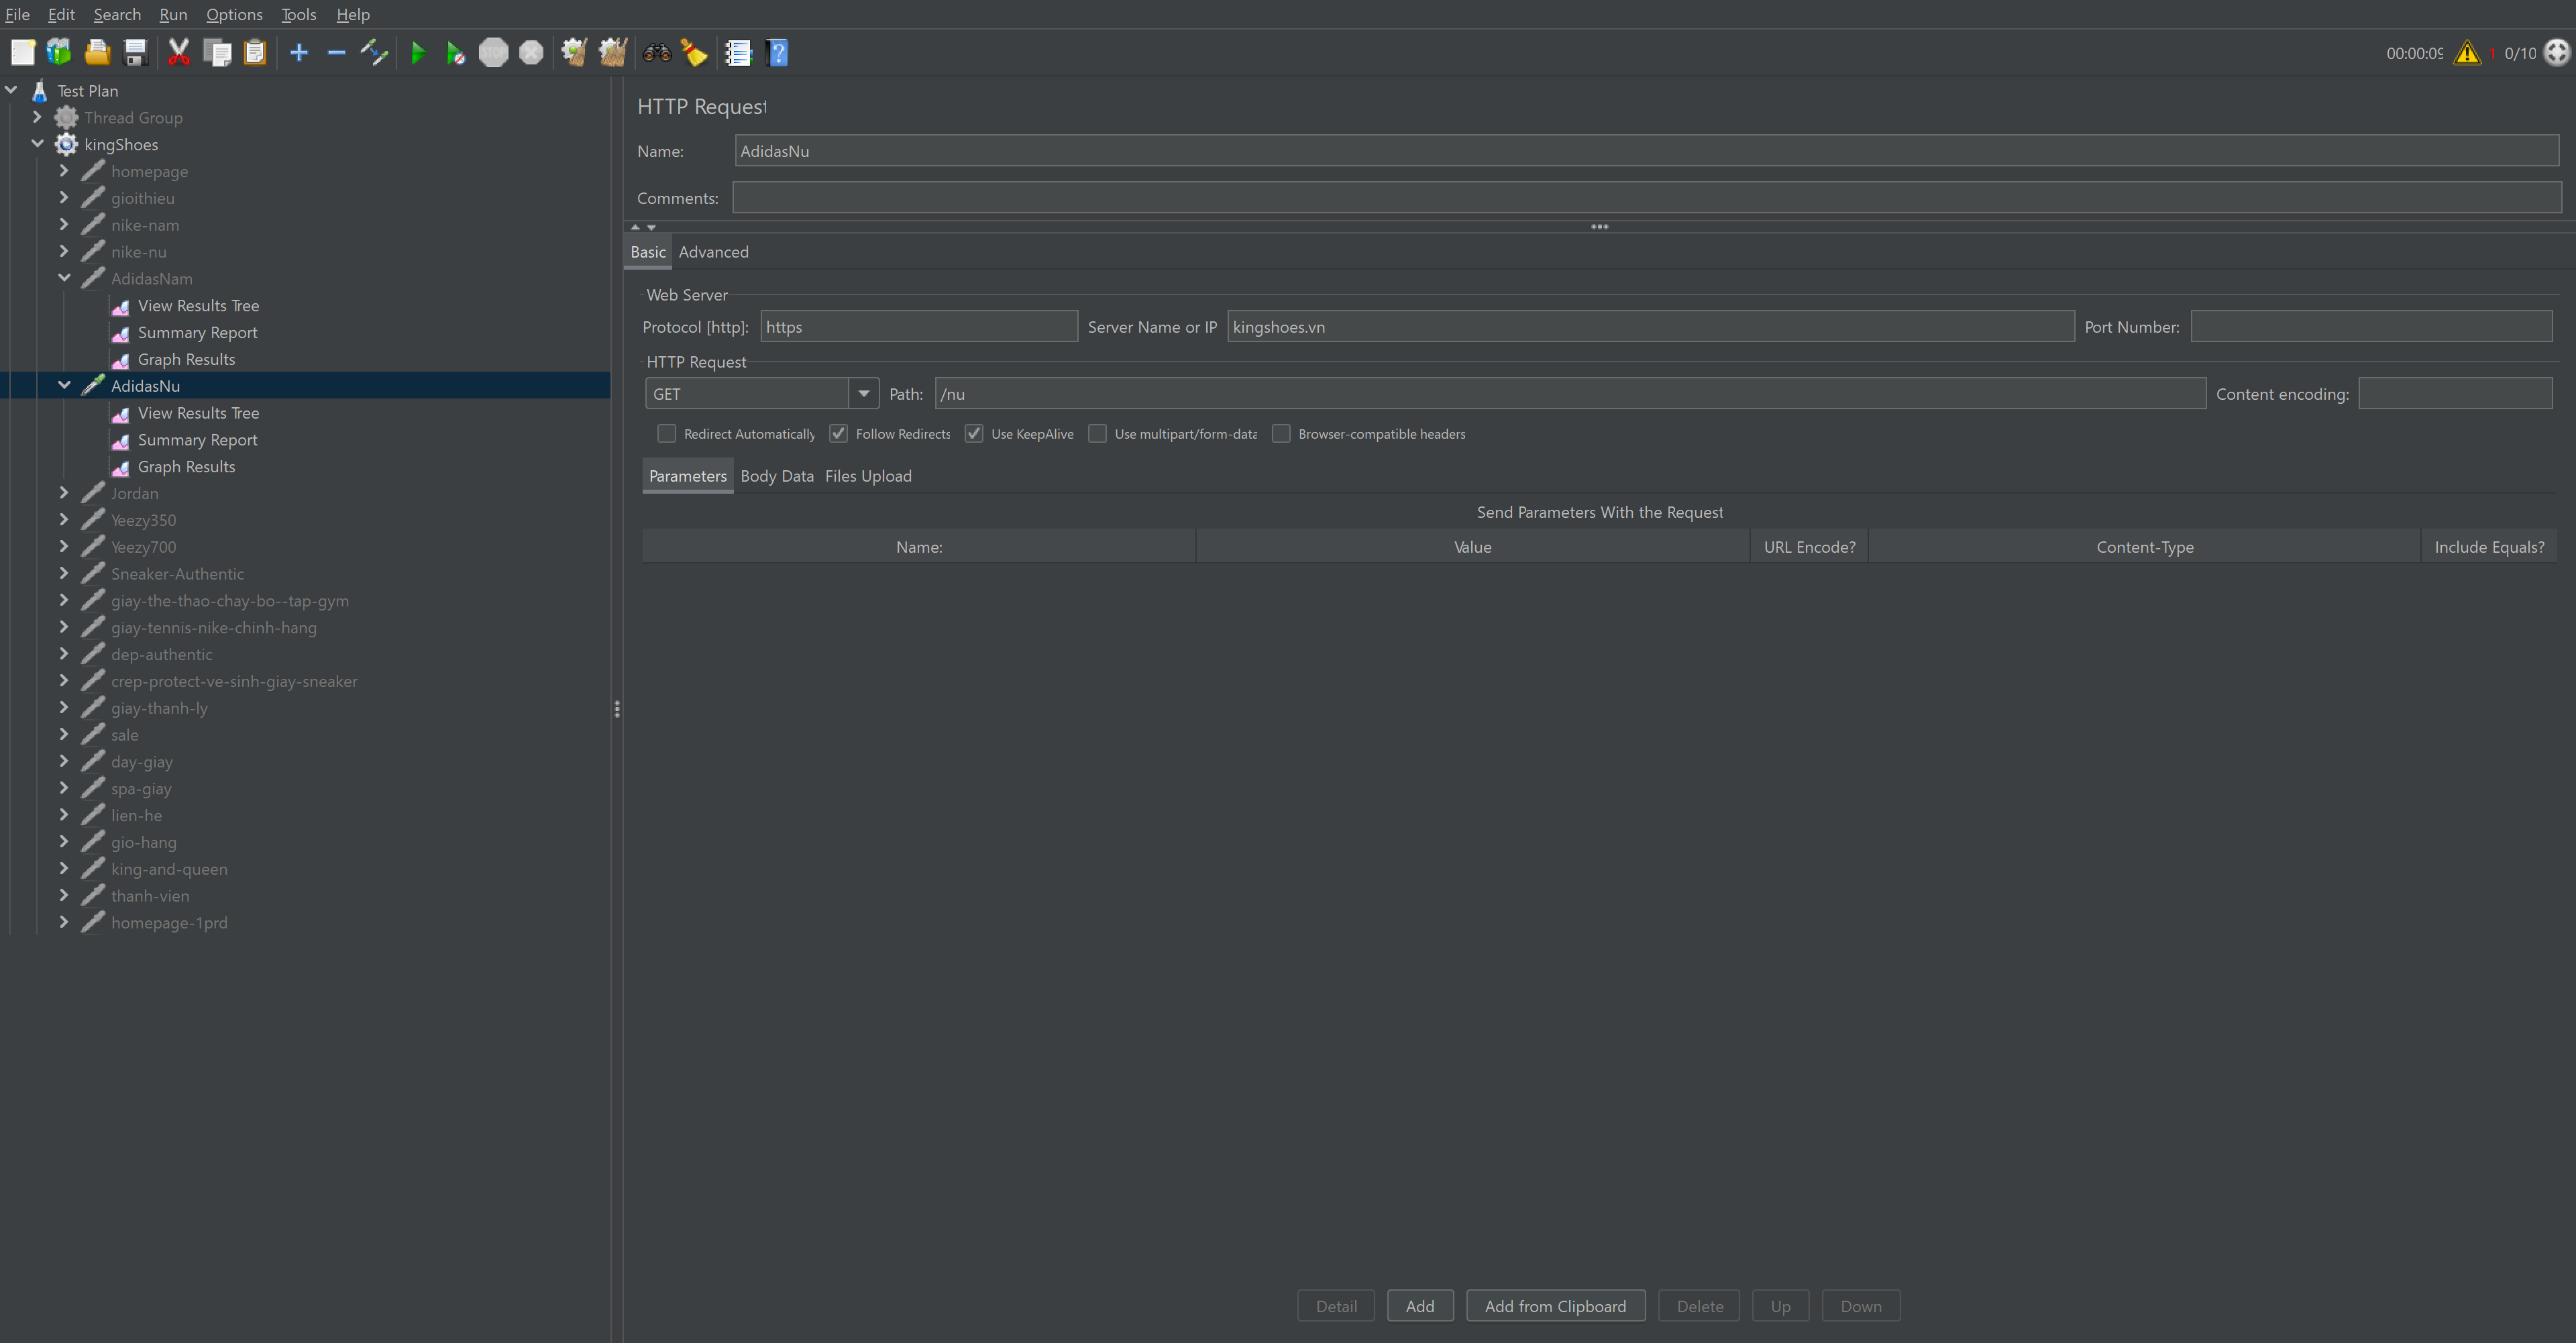 File Edit Search Run Options Tools Help
STOP
00:00:09 1 0/10
Test Plan
Thread Group
kingShoes
homepage
gioithieu
nike-nam
nike-nu
AdidasNam
View Results Tree
Summary Report
Graph Results
AdidasNu
View Results Tree
Summary Report
Graph Results
Jordan
Yeezy350
Yeezy700
Sneaker-Authentic
giay-the-thao-chay-bo--tap-gym
giay-tennis-nike-chinh-hang
dep-authentic
crep-protect-ve-sinh-giay-sneaker
giay-thanh-ly
sale
day-giay
spa-giay
lien-he
gio-hang
king-and-queen
thanh-vien
homepage-1prd
HTTP Request
Name: AdidasNu
Comments:
Basic Advanced
Web Server
Protocol [http]: https Server Name or IP kingshoes.vn Port Number:
HTTP Request
GET Path: /nu Content encoding:
Redirect Automatically Follow Redirects Use KeepAlive Use multipart/form-data Browser-compatible headers
Parameters Body Data Files Upload
Send Parameters With the Request
Name: Value URL Encode? Content-Type Include Equals?
Detail Add Add from Clipboard Delete Up Down